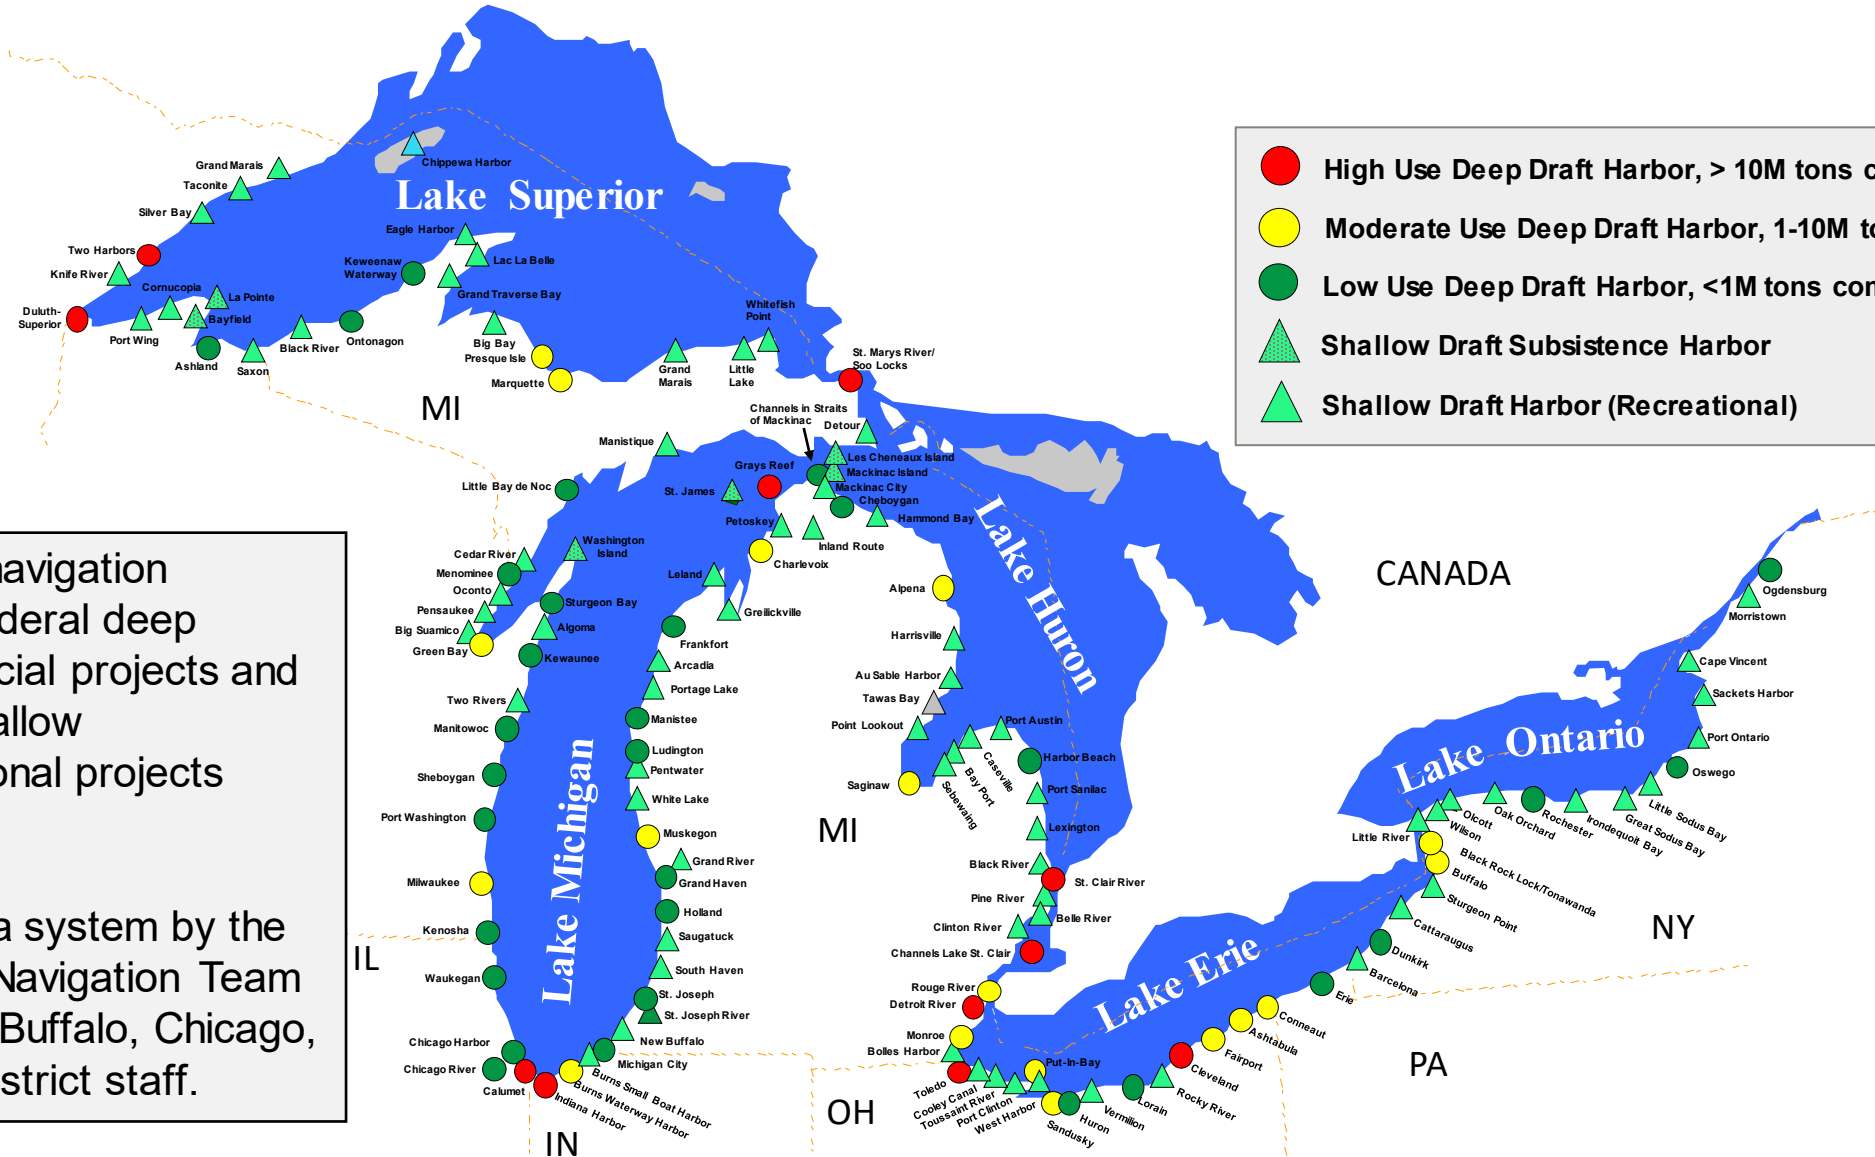 Grand Marais
Taconite
Silver Bay
Two Harbors
Knife River
Duluth-
Superior
Cornucopia
La Pointe
Bayfield
Port Wing
Ashland
Saxon
Black River
Ontonagon
Keweenaw
Waterway
Eagle Harbor
Lac La Belle
Grand Traverse Bay
Chippewa Harbor
Lake Superior
Big Bay
Presque Isle
Marquette
Grand
Marais
Little
Lake
Whitefish
Point
St. Marys River/
Soo Locks
MI
High Use Deep Draft Harbor, > 10M tons c
Moderate Use Deep Draft Harbor, 1-10M to
Low Use Deep Draft Harbor, <1M tons con
Shallow Draft Subsistence Harbor
Shallow Draft Harbor (Recreational)
Channels in Straits
of Mackinac
Detour
Les Cheneaux Island
Mackinac Island
Mackinac City
Cheboygan
Hammond Bay
Inland Route
Manistique
Grays Reef
St. James
Petoskey
Charlevoix
Little Bay de Noc
Washington
Island
Cedar River
Menominee
Oconto
Pensaukee
Big Suamico
Green Bay
Sturgeon Bay
Algoma
Kewaunee
Two Rivers
Manitowoc
Sheboygan
Port Washington
Milwaukee
Kenosha
Waukegan
Chicago Harbor
Chicago River
Calumet
Indiana Harbor
Burns Waterway Harbor
Burns Small Boat Harbor
Michigan City
New Buffalo
St. Joseph River
St. Joseph
South Haven
Saugatuck
Holland
Grand Haven
Grand River
Muskegon
White Lake
Pentwater
Ludington
Manistee
Portage Lake
Arcadia
Frankfort
Greilickville
Leland
Lake Michigan
IL
IN
MI
Lake Huron
Alpena
Harrisville
Au Sable Harbor
Tawas Bay
Point Lookout
Saginaw
Sebewaing
Bay Port
Caseville
Port Austin
Harbor Beach
Port Sanilac
Lexington
Black River
St. Clair River
Pine River
Belle River
Clinton River
Channels Lake St. Clair
Rouge River
Detroit River
Monroe
Bolles Harbor
Toledo
Cooley Canal
Toussaint River
Port Clinton
West Harbor
Put-In-Bay
Sandusky
Huron
Vermillion
Lorain
Rocky River
Cleveland
Fairport
Ashtabula
Conneaut
Erie
Barcelona
Dunkirk
Cattaraugus
Sturgeon Point
Buffalo
Black Rock Lock/Tonawanda
Lake Erie
OH
PA
NY
CANADA
Lake Ontario
Little River
Wilson
Olcott
Oak Orchard
Rochester
Irondequoit Bay
Great Sodus Bay
Little Sodus Bay
Oswego
Port Ontario
Sackets Harbor
Cape Vincent
Morristown
Ogdensburg
navigation
deral deep
cial projects and
allow
onal projects
a system by the
Navigation Team
Buffalo, Chicago,
strict staff.